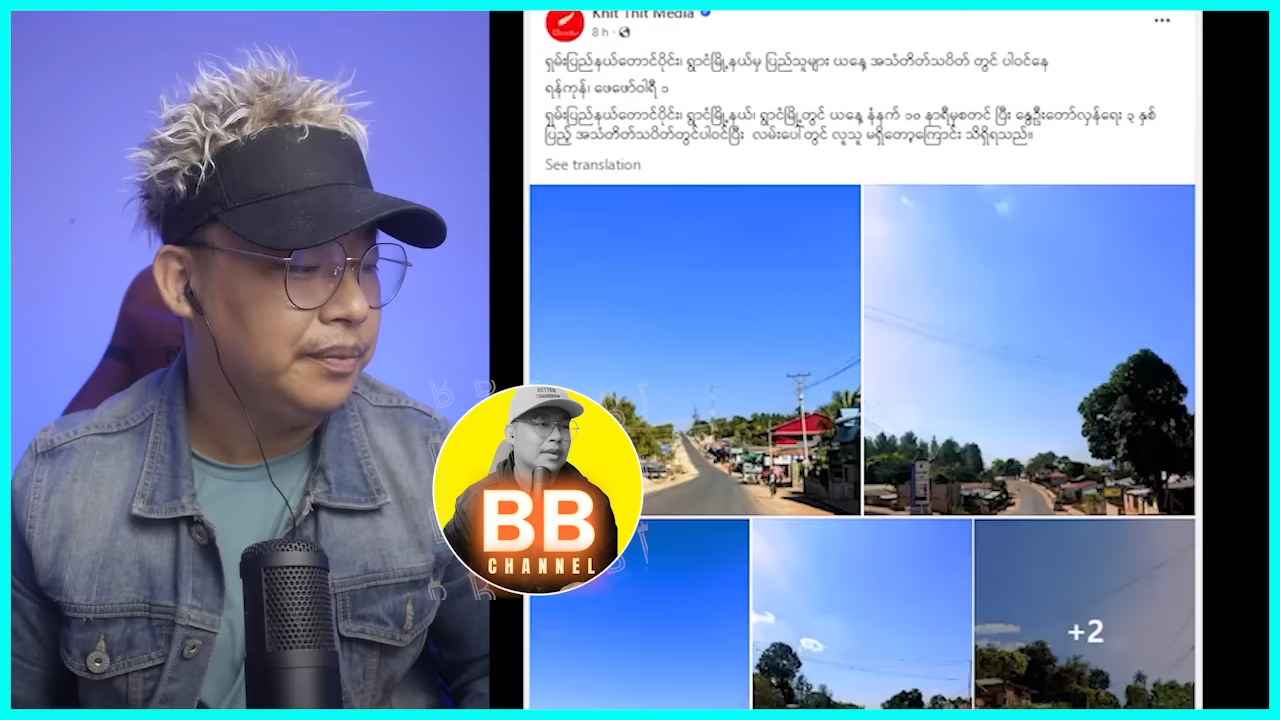 Khit Thit Media
8 h ·
ရှမ်းပြည်နယ်တောင်ပိုင်း၊ ရွာငံမြို့နယ်မှ ပြည်သူများ ယနေ့ အသံတိတ်သပိတ် တွင် ပါဝင်နေ
ရန်ကုန်၊ ဖေဖော်ဝါရီ ၁
ရှမ်းပြည်နယ်တောင်ပိုင်း၊ ရွာငံမြို့နယ်၊ ရွာငံမြို့တွင် ယနေ့ နံနက် ၁၀ နာရီမှစတင် ပြီး နွေဦးတော်လှန်ရေး ၃ နှစ်
ပြည့် အသံတိတ်သပိတ်တွင်ပါဝင်ပြီး လမ်းပေါ် တွင် လူသူ မရှိတော့ကြောင်း သိရှိရသည်။
See translation
BETTER
TOMORROW
BB
CHANNEL
+2